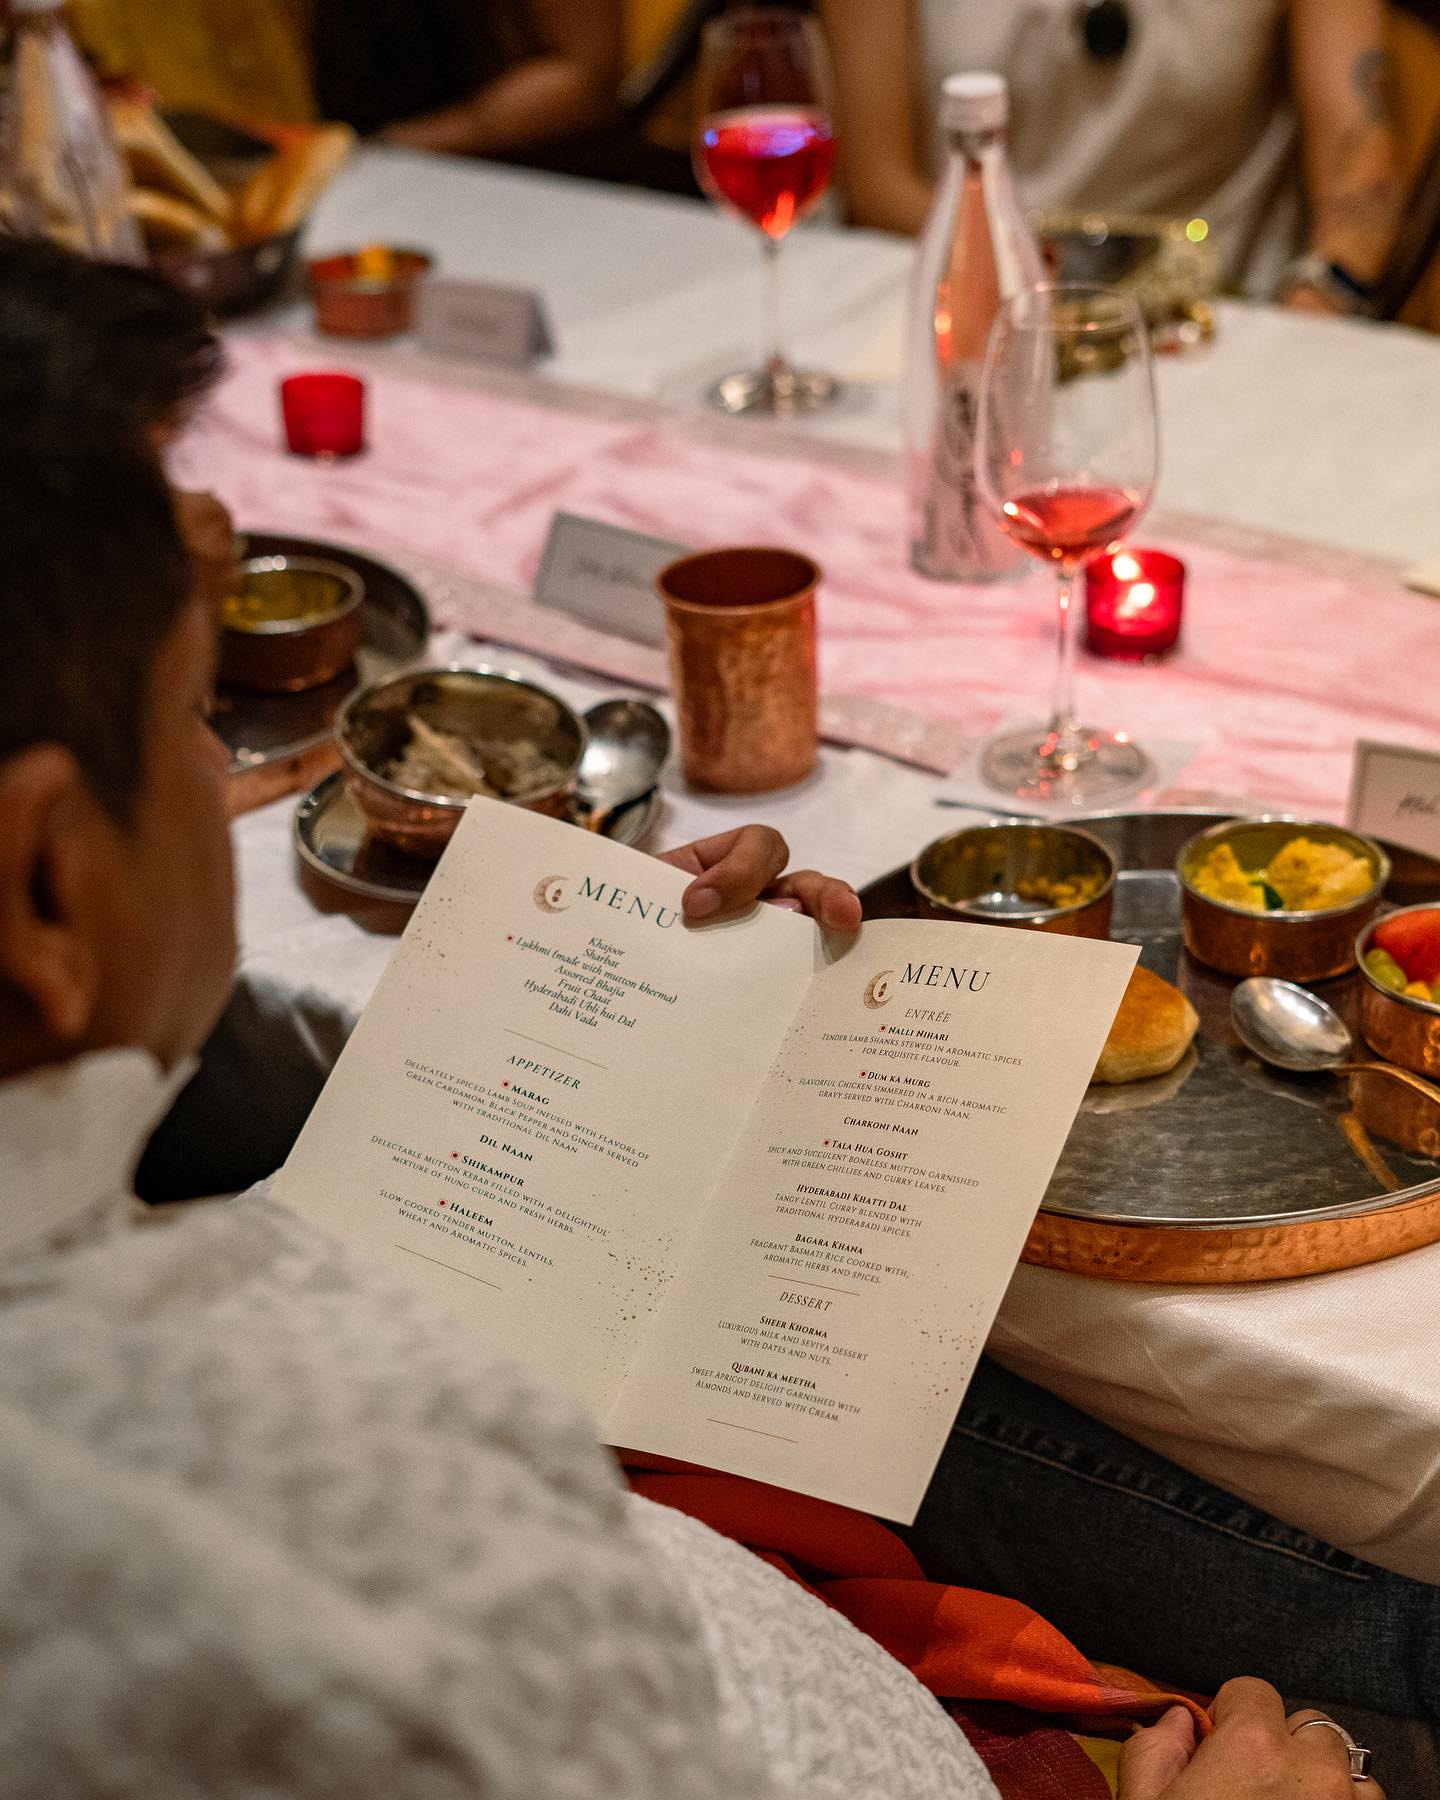 MENU
Khajoor
Sharbat
Lukhmi (made with mutton kheema)
Assorted Bhajia
Fruit Chaat
Hyderabadi Ubli hui Dal
Dahi Vada
APPETIZER
MARAG
DELICATELY SPICED LAMB SOUP INFUSED WITH FLAVORS OF
GREEN CARDAMOM, BLACK PEPPER AND GINGER SERVED
WITH TRADITIONAL DIL NAAN
DIL NAAN
SHIKAMPUR
DELECTABLE MUTTON KEBAB FILLED WITH A DELIGHTFUL
MIXTURE OF HUNG CURD AND FRESH HERBS.
HALEEM
SLOW COOKED TENDER MUTTON, LENTILS,
WHEAT AND AROMATIC SPICES.
MENU
ENTRÉE
NALLI NIHARI
TENDER LAMB SHANKS STEWED IN AROMATIC SPICES
FOR EXQUISITE FLAVOUR.
DUM KA MURG
FLAVORFUL CHICKEN SIMMERED IN A RICH AROMATIC
GRAVY SERVED WITH CHARKONI NAAN.
CHARKONI NAAN
TALA HUA GOSHT
SPICY AND SUCCULENT BONELESS MUTTON GARNISHED
WITH GREEN CHILLIES AND CURRY LEAVES.
HYDERABADI KHATTI DAL
TANGY LENTIL CURRY BLENDED WITH
TRADITIONAL HYDERABADI SPICES.
BAGARA KHANA
FRAGRANT BASMATI RICE COOKED WITH,
AROMATIC HERBS AND SPICES.
DESSERT
SHEER KHORMA
LUXURIOUS MILK AND SEVIYA DESSERT
WITH DATES AND NUTS.
QUBANI KA MEETHA
SWEET APRICOT DELIGHT GARNISHED WITH
ALMONDS AND SERVED WITH CREAM.